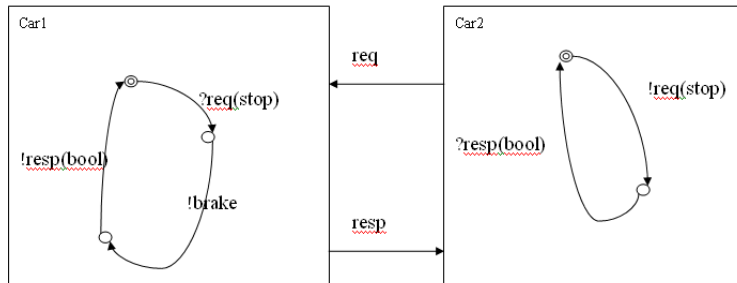 Car1
?req(stop)
!resp(bool)
!brake
req
resp
Car2
!req(stop)
?resp(bool)